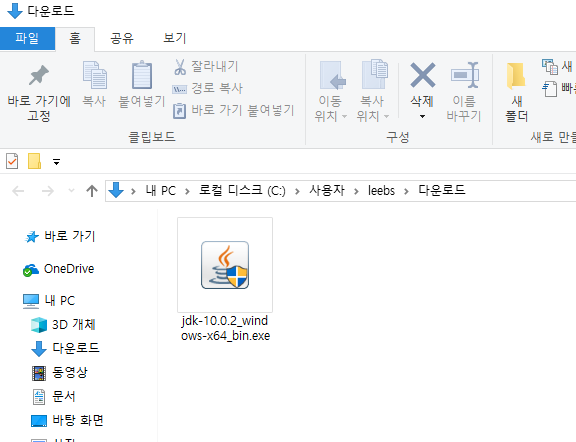 다운로드
파일 홈 공유 보기
바로 가기에
고정
복사
붙여넣기
잘라내기
경로 복사
바로 가기 붙여넣기
클립보드
이동
위치
복사
위치
삭제
이름
바꾸기
구성
새
폴더
새
빠른
새로 만들
내 PC > 로컬 디스크 (C:) > 사용자 > leebs > 다운로드
바로 가기
OneDrive
내 PC
3D 개체
다운로드
동영상
문서
바탕 화면
jdk-10.0.2_wind
ows-x64_bin.exe